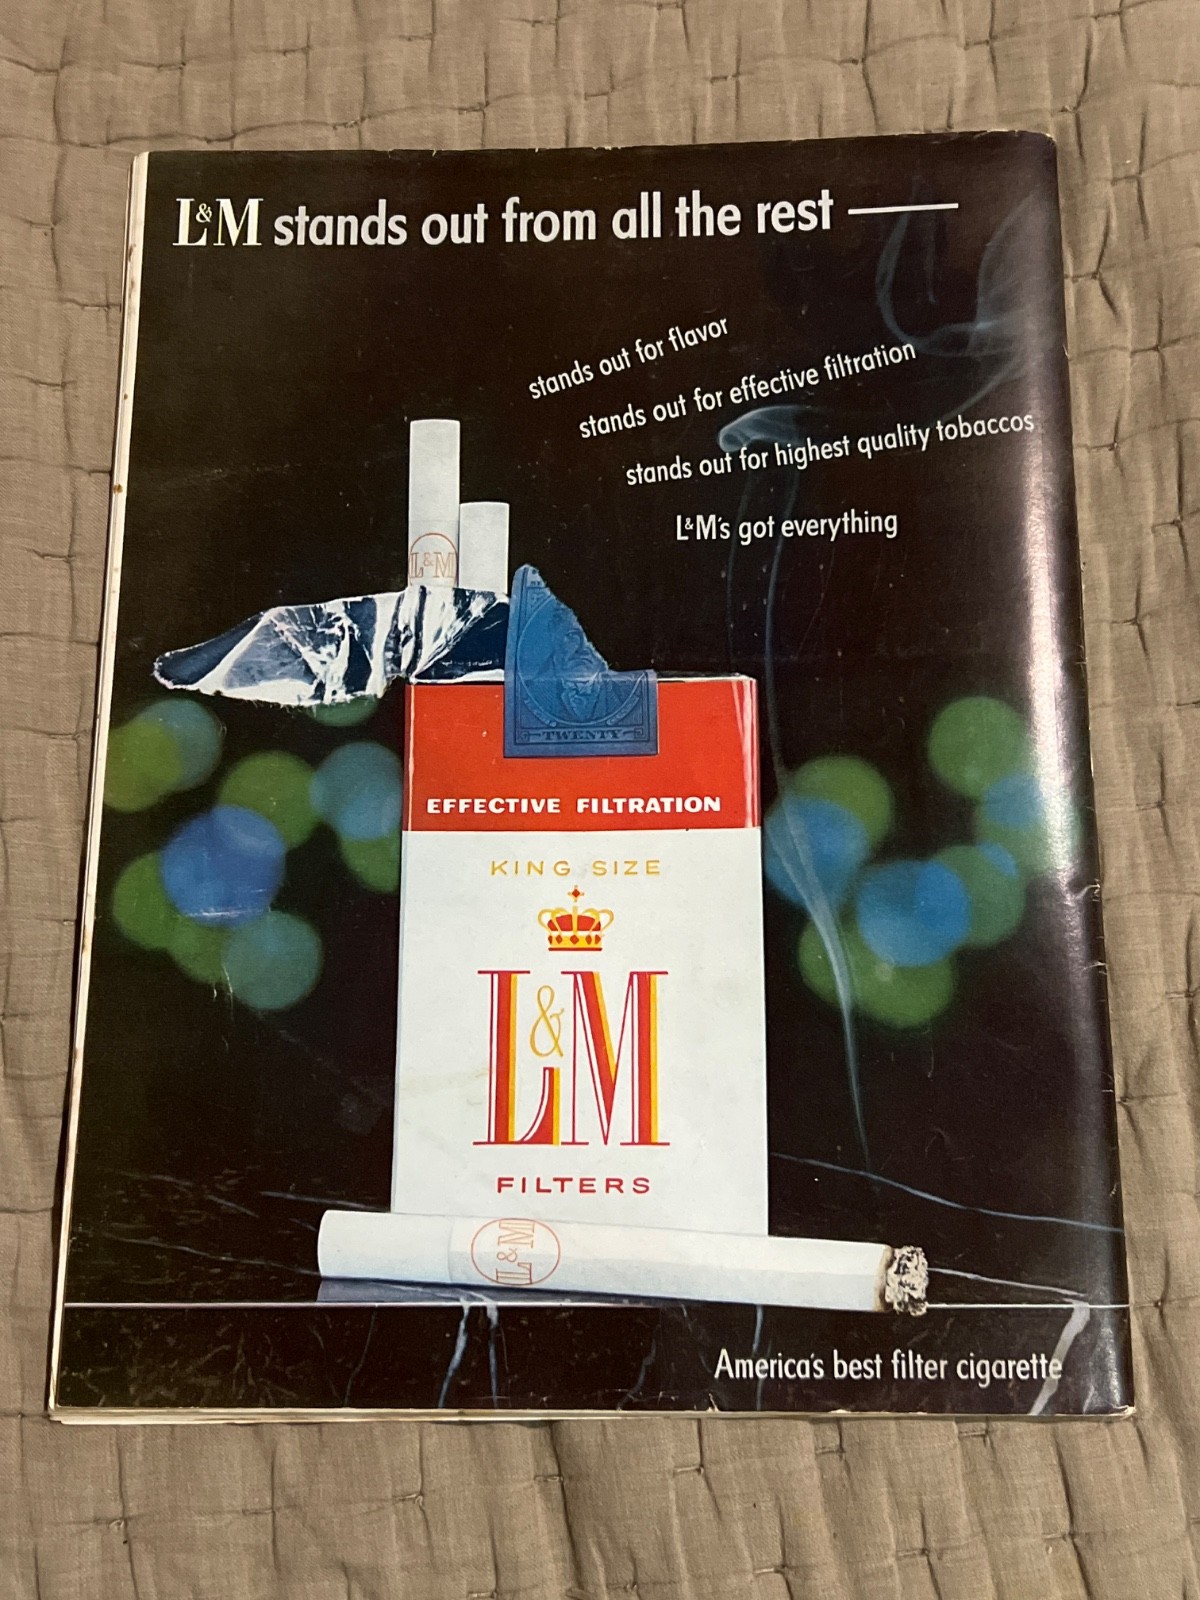 L&M stands out from all the rest —
stands out for flavor
stands out for effective filtration
stands out for highest quality tobaccos
L&M's got everything
L&M
TWENTY
EFFECTIVE FILTRATION
KING SIZE
L&M
FILTERS
L&M
America's best filter cigarette